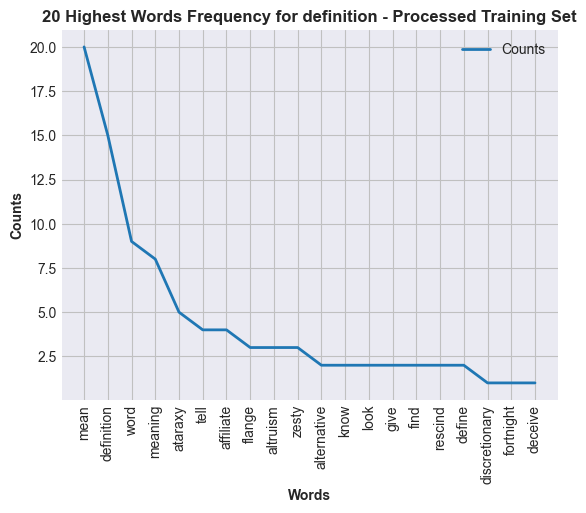 20 Highest Words Frequency for definition - Processed Training Set
Counts
20.0
17.5
15.0
12.5
10.0
7.5
5.0
2.5
Counts
mean
definition
word
meaning
ataraxy
tell
affiliate
flange
altruism
zesty
alternative
know
look
give
find
rescind
define
discretionary
fortnight
deceive
Words